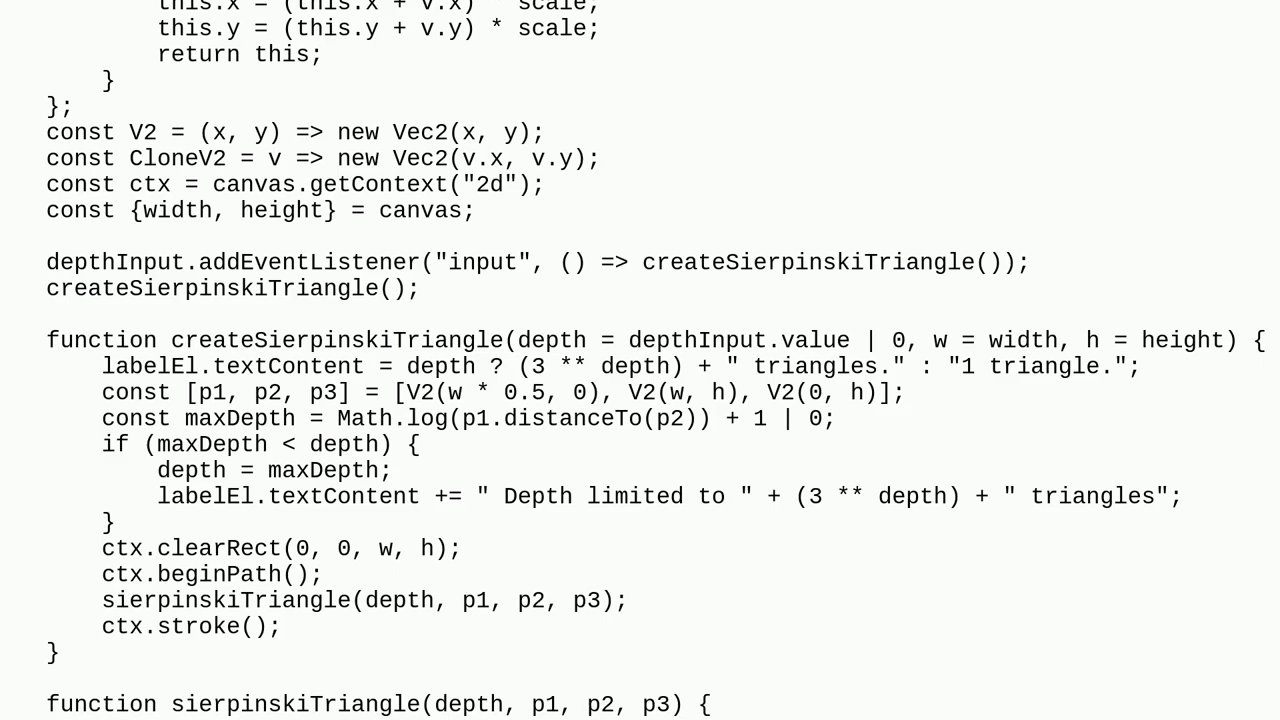 this.x = (this.x + v.x) * scale;
this.y = (this.y + v.y) * scale;
return this;
}
};
const V2 = (x, y) => new Vec2(x, y);
const CloneV2 = v => new Vec2(v.x, v.y);
const ctx = canvas.getContext("2d");
const {width, height} = canvas;
depthInput.addEventListener("input", () => createSierpinskiTriangle());
createSierpinskiTriangle();
function createSierpinskiTriangle(depth = depthInput.value | 0, w = width, h = height) {
labelEl.textContent = depth ? (3 ** depth) + " triangles." : "1 triangle.";
const [p1, p2, p3] = [V2(w * 0.5, 0), V2(w, h), V2(0, h)];
const maxDepth = Math.log(p1.distanceTo(p2)) + 1 | 0;
if (maxDepth < depth) {
depth = maxDepth;
labelEl.textContent += " Depth limited to " + (3 ** depth) + " triangles";
}
ctx.clearRect(0, 0, w, h);
ctx.beginPath();
sierpinskiTriangle(depth, p1, p2, p3);
ctx.stroke();
}
function sierpinskiTriangle(depth, p1, p2, p3) {